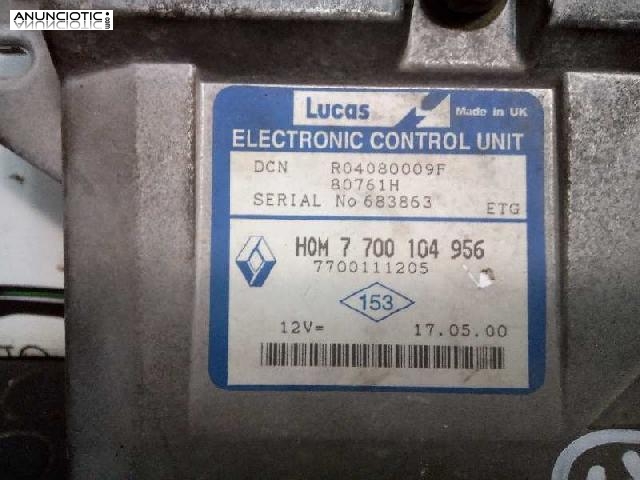 ANUNCIOTIC.com
Lucas
Made in UK
ELECTRONIC CONTROL UNIT
DCN R04080009F
80761H
SERIAL No 683863 ETG
HOM 7 700 104 956
7700111205
153
12V= 17.05.00